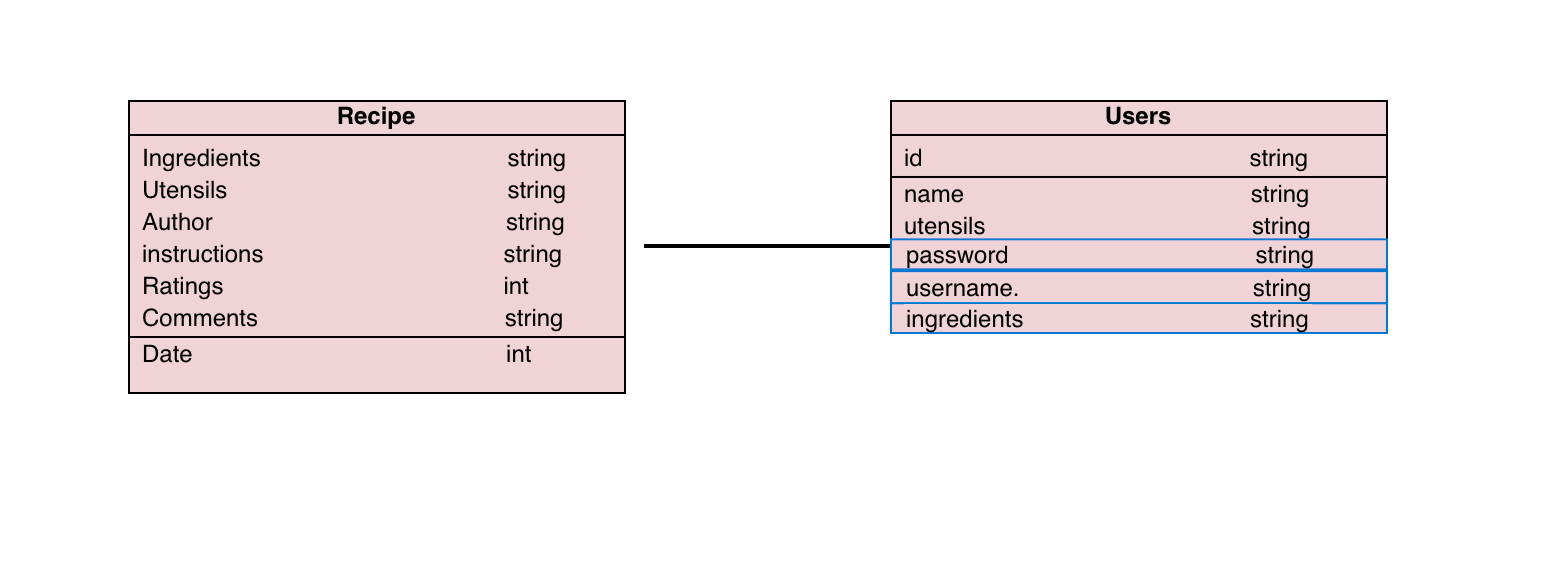 Recipe
Ingredients string
Utensils string
Author string
instructions string
Ratings int
Comments string
Date int
Users
id string
name string
utensils string
password string
username. string
ingredients string